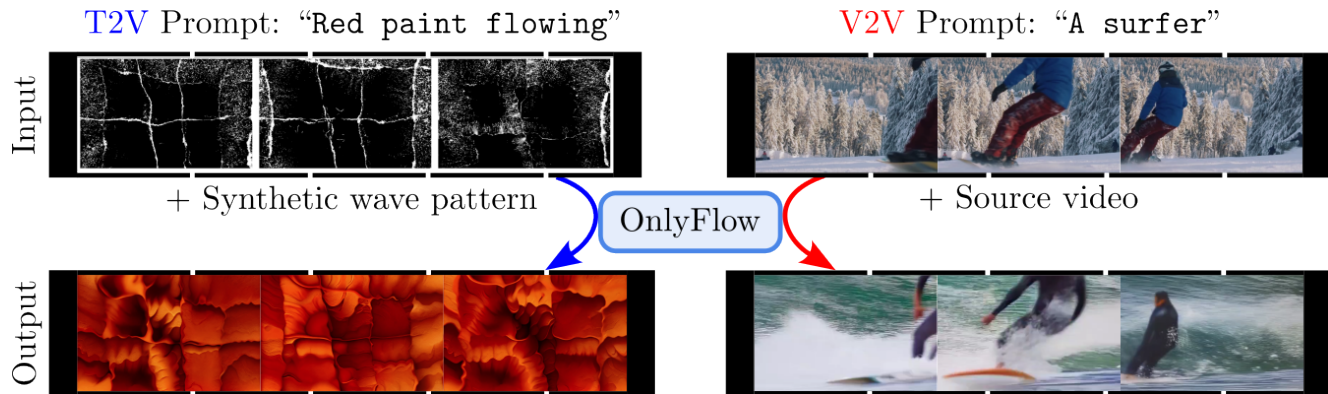 T2V Prompt: “Red paint flowing”
V2V Prompt: “A surfer”
Input
+ Synthetic wave pattern
+ Source video
OnlyFlow
Output